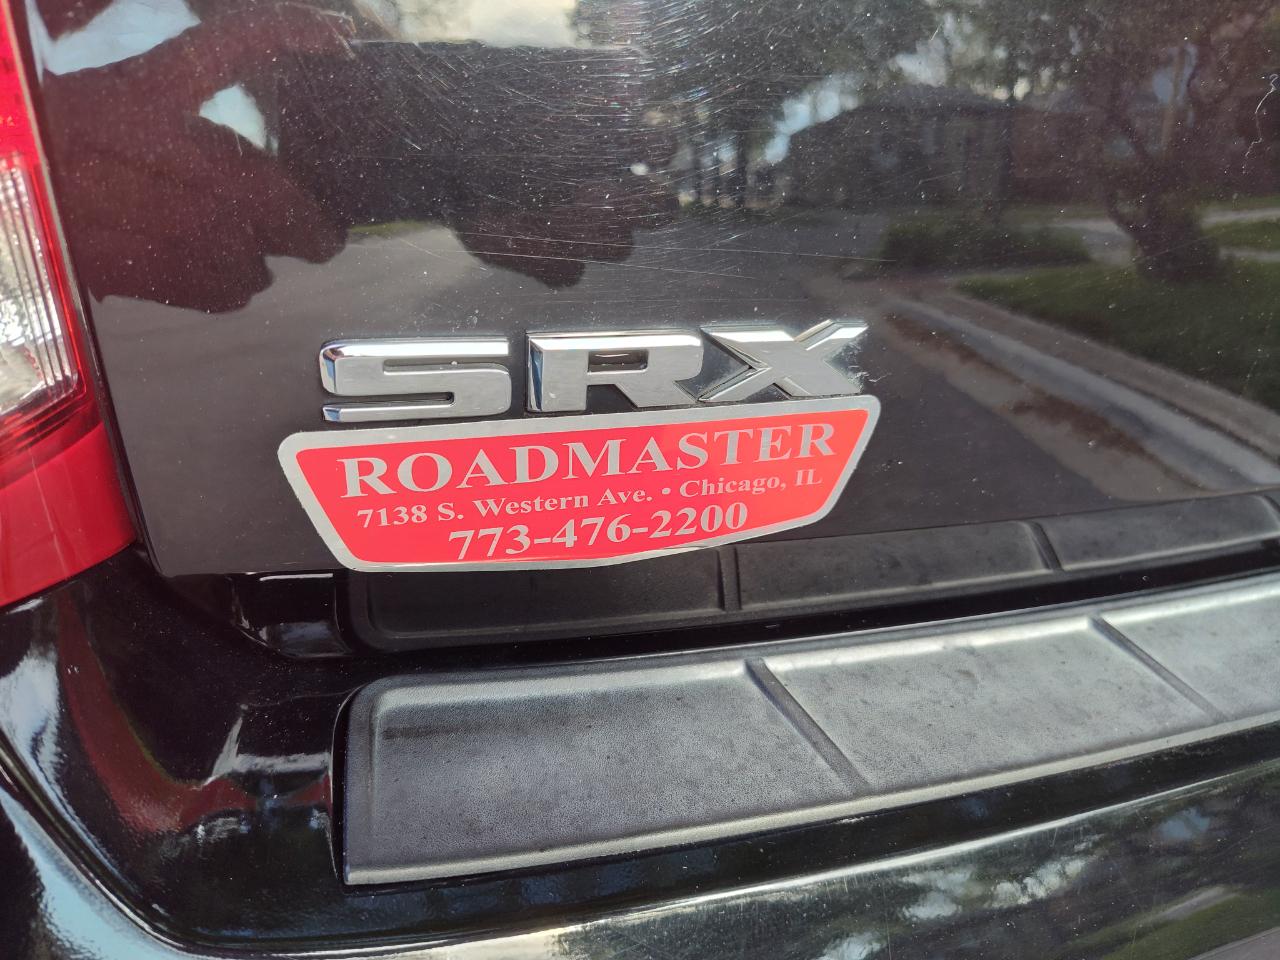 SRX
ROADMASTER
7138 S. Western Ave. • Chicago, IL
773-476-2200